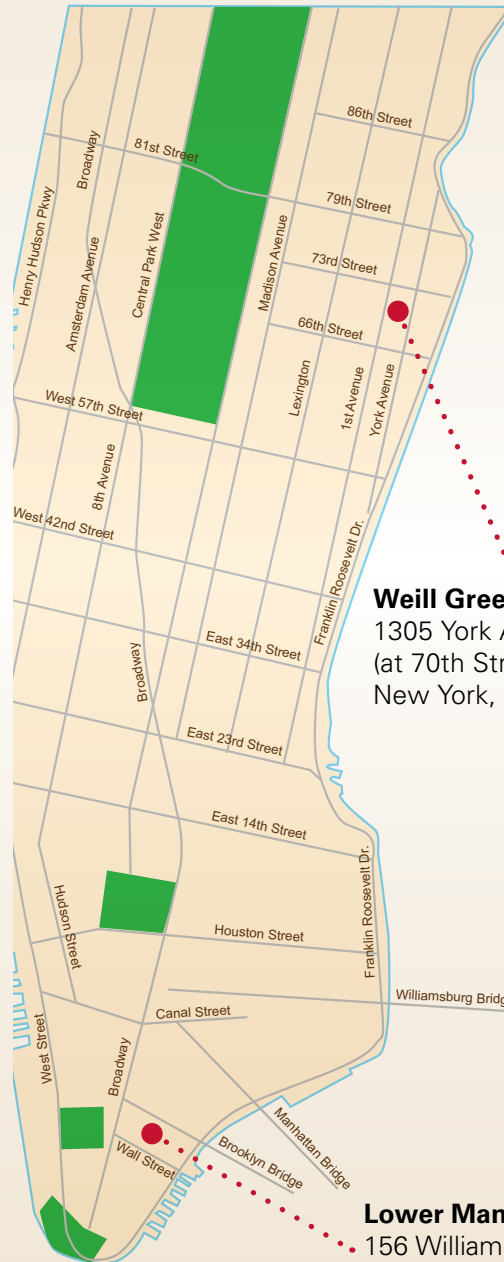 86th Street
81st Street
Broadway
79th Street
Henry Hudson Pkwy
Amsterdam Avenue
Central Park West
Madison Avenue
73rd Street
66th Street
Lexington
1st Avenue
York Avenue
West 57th Street
8th Avenue
West 42nd Street
Franklin Roosevelt Dr.
Weill Gree
1305 York A
(at 70th Str
New York,
East 34th Street
Broadway
East 23rd Street
East 14th Street
Franklin Roosevelt Dr.
Hudson Street
Houston Street
Williamsburg Bridg
Canal Street
West Street
Broadway
Manhattan Bridge
Brooklyn Bridge
Wall Street
Lower Man
156 William